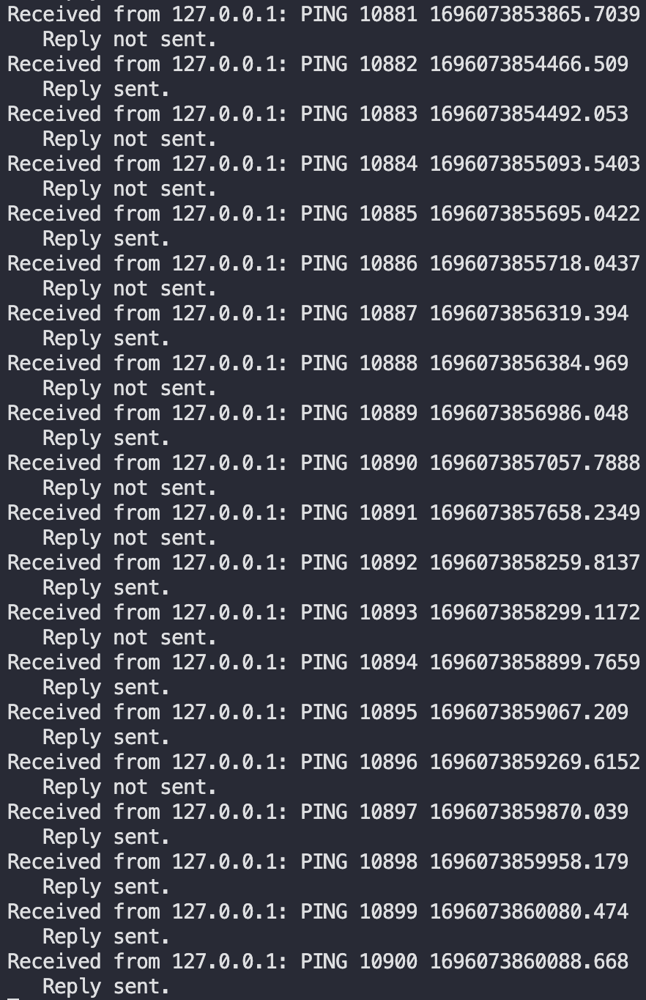 Received from 127.0.0.1: PING 10881 1696073853865.7039
   Reply not sent.
Received from 127.0.0.1: PING 10882 1696073854466.509
   Reply sent.
Received from 127.0.0.1: PING 10883 1696073854492.053
   Reply not sent.
Received from 127.0.0.1: PING 10884 1696073855093.5403
   Reply not sent.
Received from 127.0.0.1: PING 10885 1696073855695.0422
   Reply sent.
Received from 127.0.0.1: PING 10886 1696073855718.0437
   Reply not sent.
Received from 127.0.0.1: PING 10887 1696073856319.394
   Reply sent.
Received from 127.0.0.1: PING 10888 1696073856384.969
   Reply not sent.
Received from 127.0.0.1: PING 10889 1696073856986.048
   Reply sent.
Received from 127.0.0.1: PING 10890 1696073857057.7888
   Reply not sent.
Received from 127.0.0.1: PING 10891 1696073857658.2349
   Reply not sent.
Received from 127.0.0.1: PING 10892 1696073858259.8137
   Reply sent.
Received from 127.0.0.1: PING 10893 1696073858299.1172
   Reply not sent.
Received from 127.0.0.1: PING 10894 1696073858899.7659
   Reply sent.
Received from 127.0.0.1: PING 10895 1696073859067.209
   Reply sent.
Received from 127.0.0.1: PING 10896 1696073859269.6152
   Reply not sent.
Received from 127.0.0.1: PING 10897 1696073859870.039
   Reply sent.
Received from 127.0.0.1: PING 10898 1696073859958.179
   Reply sent.
Received from 127.0.0.1: PING 10899 1696073860080.474
   Reply sent.
Received from 127.0.0.1: PING 10900 1696073860088.668
   Reply sent.